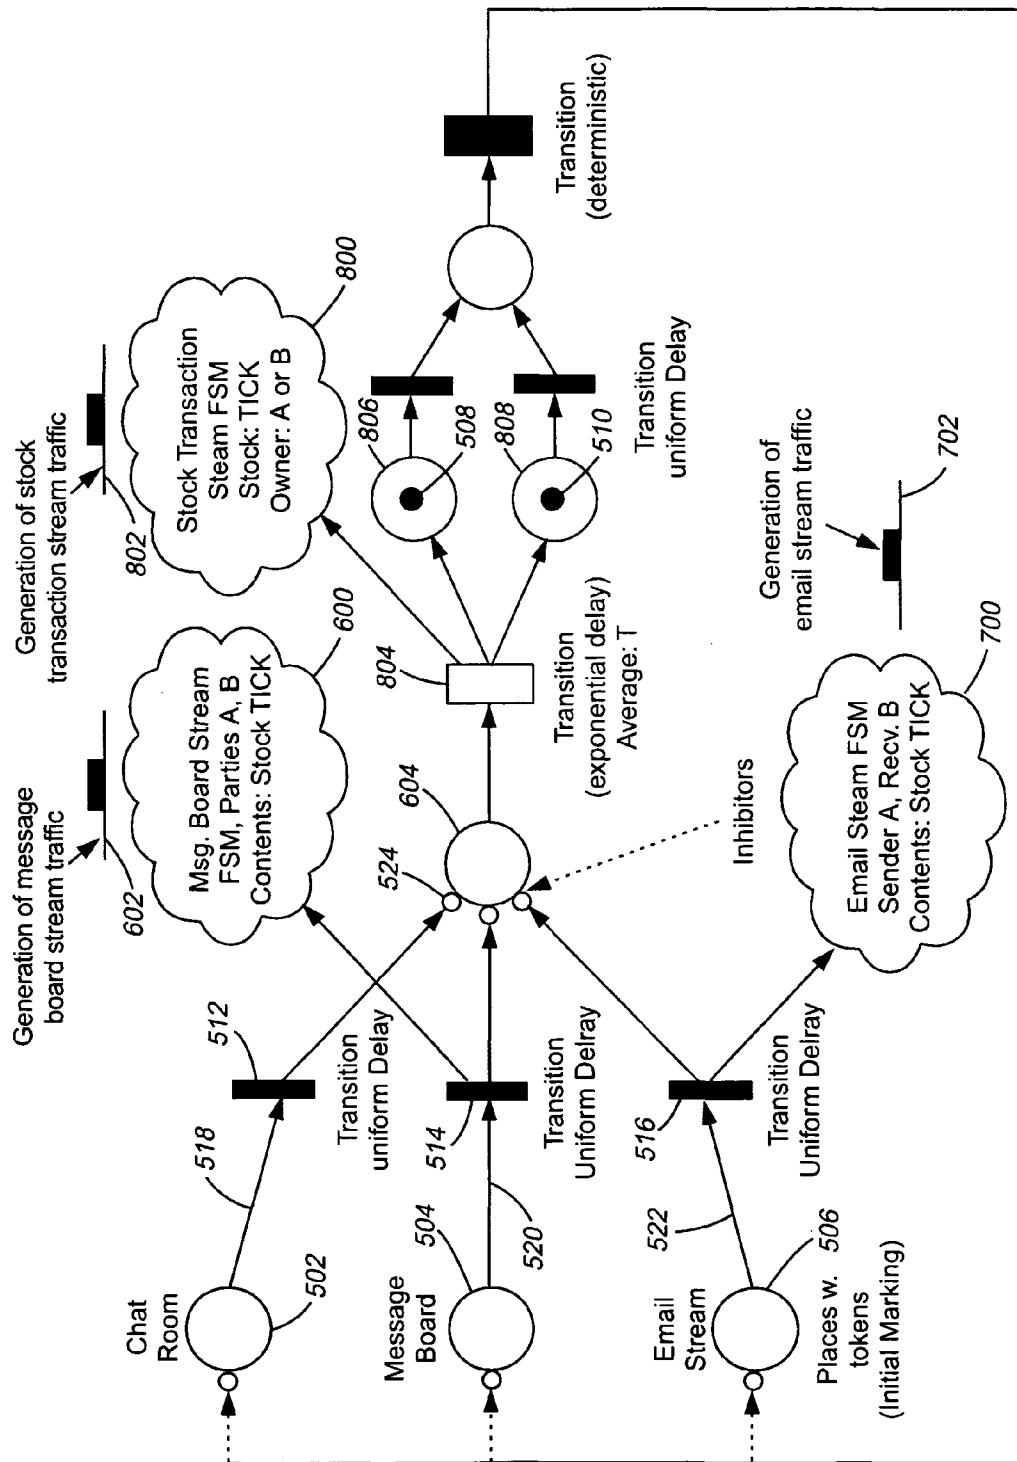 Generation of message
board stream traffic
602
Generation of stock
transaction stream traffic
802
Msg. Board Stream
FSM, Parties A, B
Contents: Stock TICK
600
Stock Transaction
Steam FSM
Stock: TICK
Owner: A or B
800
Chat
Room
502
518
512
Transition
uniform Delay
524
604
804
Transition
(exponential delay)
Average: T
806
508
808
510
Transition
uniform Delay
Transition
(deterministic)
Message
Board
504
520
514
Transition
Uniform Delray
Inhibitors
Email
Stream
506
Places w.
tokens
(Initial Marking)
522
516
Transition
Uniform Delray
Email Steam FSM
Sender A, Recv. B
Contents: Stock TICK
700
Generation of
email stream traffic
702